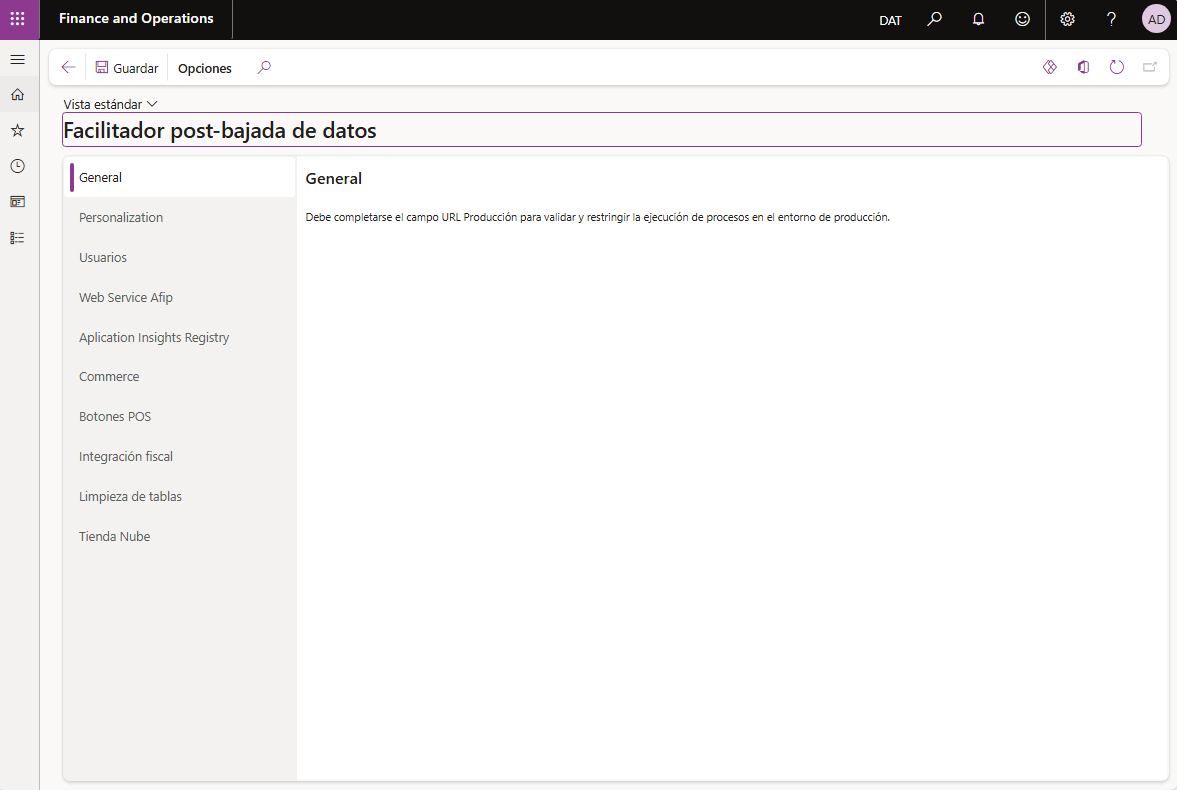 Finance and Operations
DAT
?
AD
Guardar
Opciones
Vista estándar
Facilitador post-bajada de datos
General
Personalization
Usuarios
Web Service Afip
Aplication Insights Registry
Commerce
Botones POS
Integración fiscal
Limpieza de tablas
Tienda Nube
General
Debe completarse el campo URL Producción para validar y restringir la ejecución de procesos en el entorno de producción.